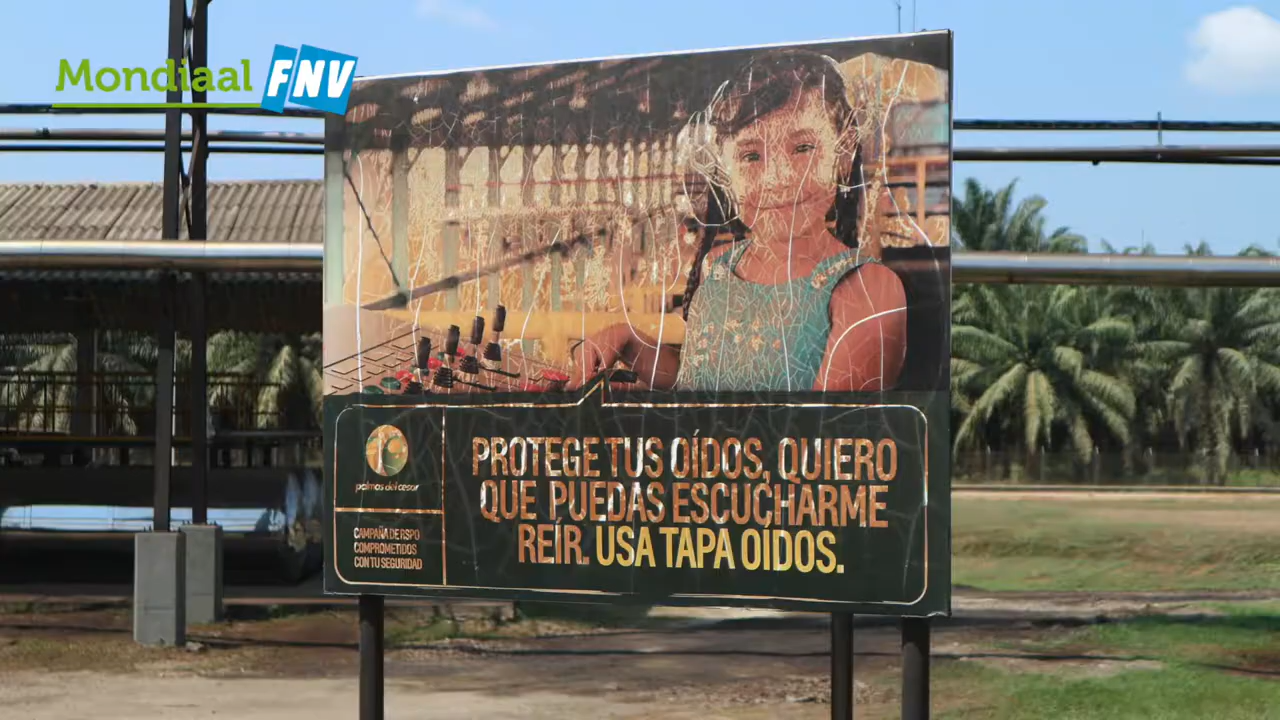 Mondiaal FNV
PROTEGE TUS OÍDOS, QUIERO
QUE PUEDAS ESCUCHARME
REÍR. USA TAPA OÍDOS.
palmas del cesar
CAMPAÑA DE RSPO
COMPROMETIDOS
CON TU SEGURIDAD